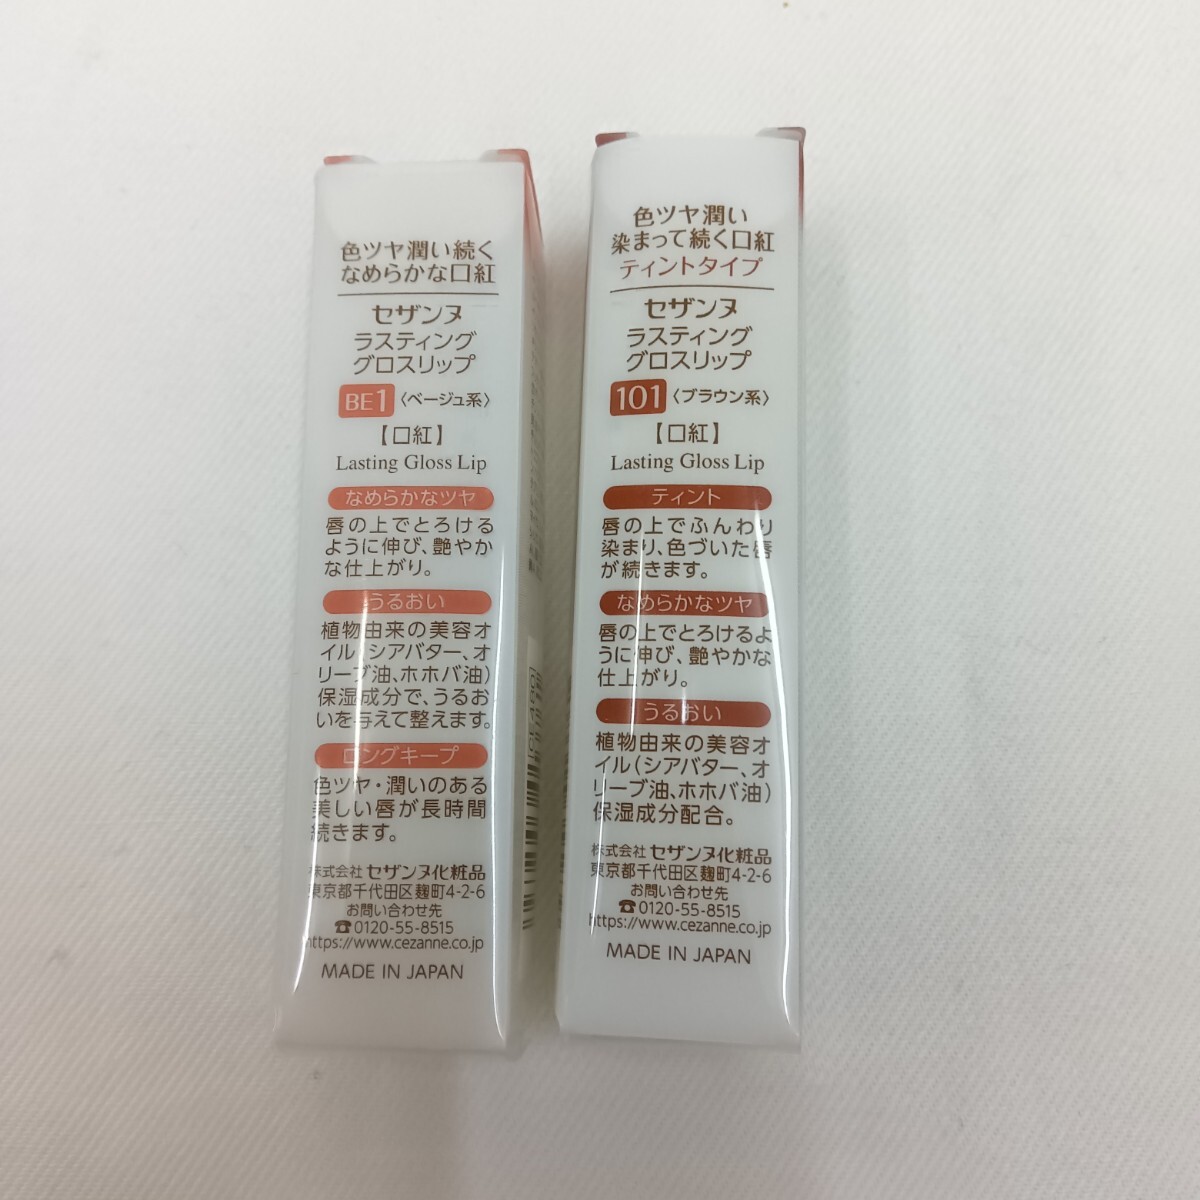 色ツヤ潤い続く
なめらかな口紅
セザンヌ
ラスティング
グロスリップ
BE1 〈ベージュ系〉
【口紅】
Lasting Gloss Lip
なめらかなツヤ
唇の上でとろける
ように伸び、艶やか
な仕上がり。
うるおい
植物由来の美容オ
イル(シアバター、オ
リーブ油、ホホバ油)
保湿成分で、うるお
いを与えて整えます。
ロングキープ
色ツヤ・潤いのある
美しい唇が長時間
続きます。
株式会社 セザンヌ化粧品
東京都千代田区麹町4-2-6
お問い合わせ先
☎0120-55-8515
https://www.cezanne.co.jp
MADE IN JAPAN
色ツヤ潤い
染まって続く口紅
ティントタイプ
セザンヌ
ラスティング
グロスリップ
101 〈ブラウン系〉
【口紅】
Lasting Gloss Lip
ティント
唇の上でふんわり
染まり、色づいた唇
が続きます。
なめらかなツヤ
唇の上でとろけるよ
うに伸び、艶やかな
仕上がり。
うるおい
植物由来の美容オ
イル(シアバター、オ
リーブ油、ホホバ油)
保湿成分配合。
株式会社 セザンヌ化粧品
東京都千代田区麹町4-2-6
お問い合わせ先
☎0120-55-8515
https://www.cezanne.co.jp
MADE IN JAPAN